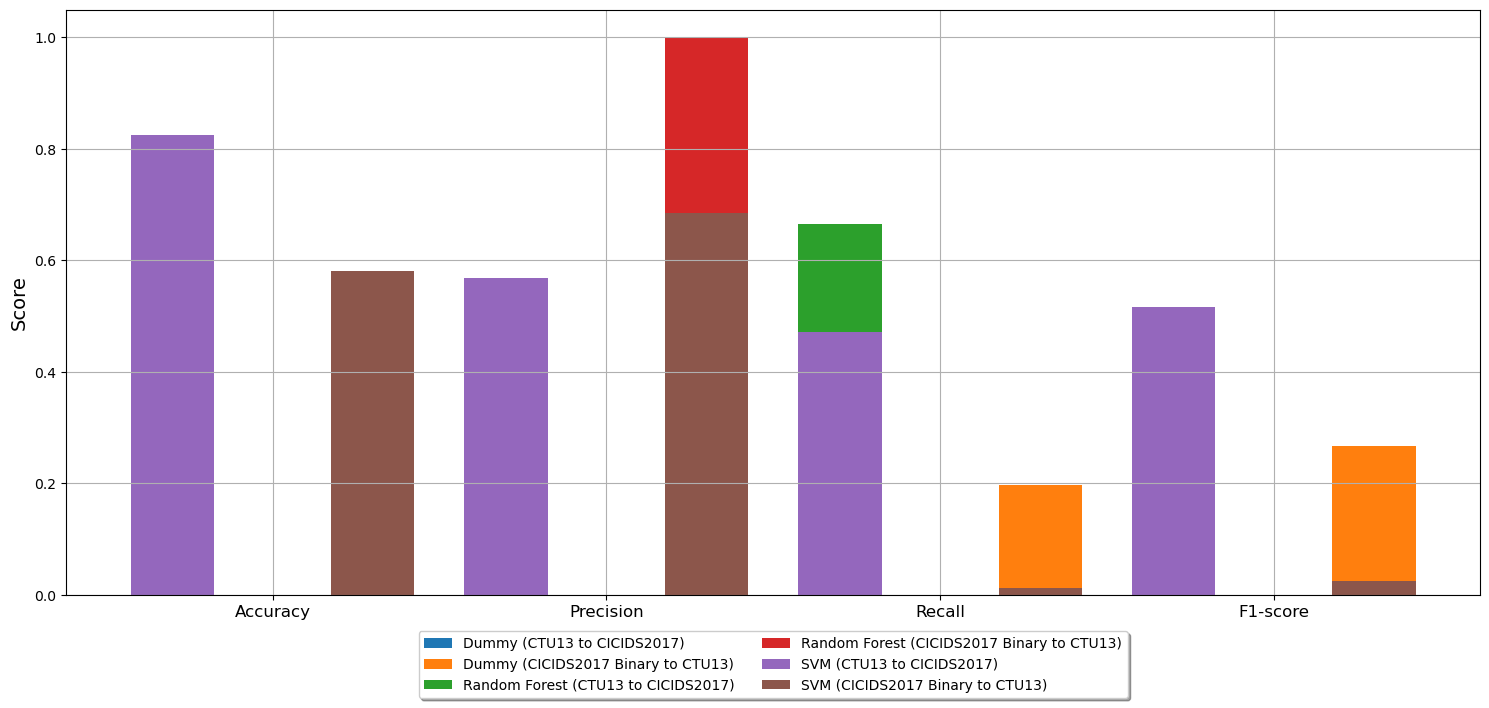 1.0
0.8
0.6
0.4
0.2
0.0
Score
Accuracy Precision Recall F1-score
Dummy (CTU13 to CICIDS2017)
Dummy (CICIDS2017 Binary to CTU13)
Random Forest (CTU13 to CICIDS2017)
Random Forest (CICIDS2017 Binary to CTU13)
SVM (CTU13 to CICIDS2017)
SVM (CICIDS2017 Binary to CTU13)